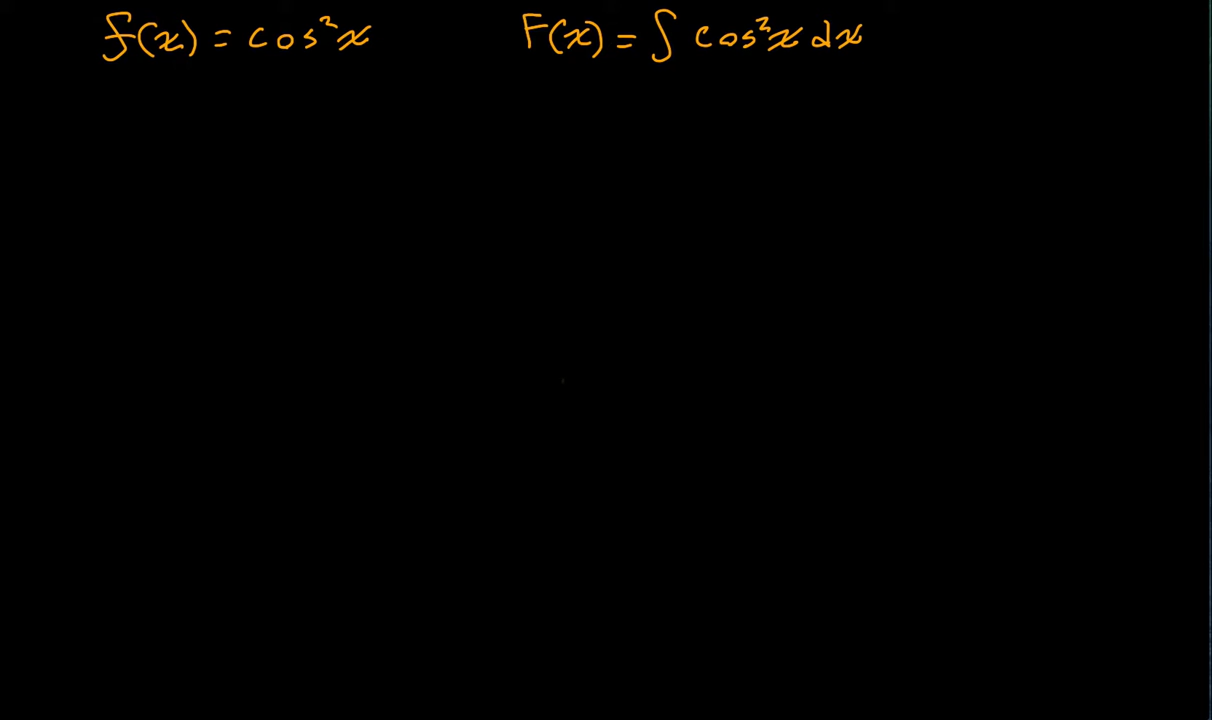 f(x) = cos²x F(x) = ∫ cos²x dx